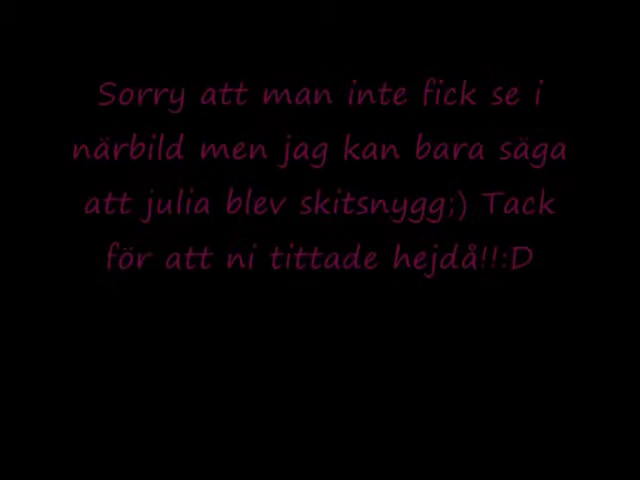 Sorry att man inte fick se i
närbild men jag kan bara säga
att julia blev skitsnygg;) Tack
för att ni tittade hejdå!!:D